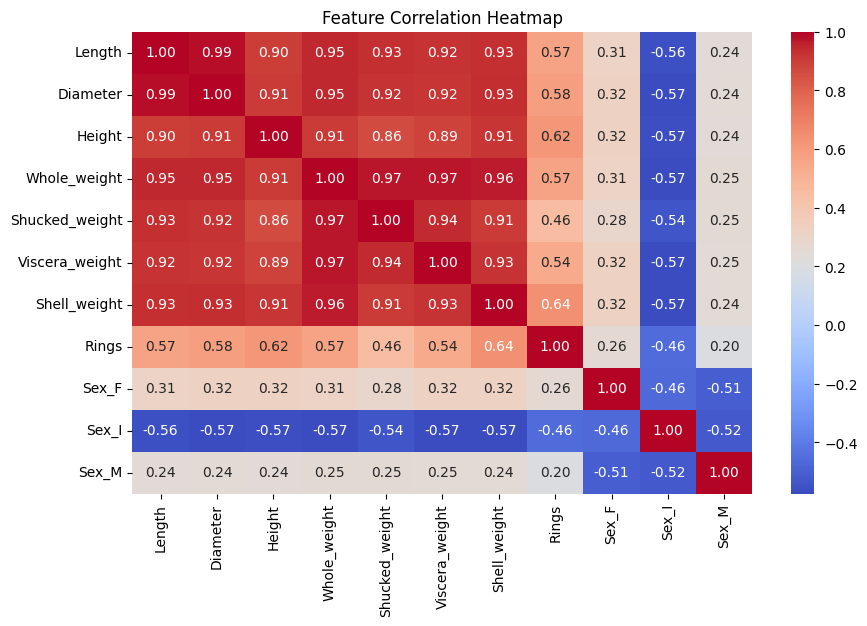 Feature Correlation Heatmap
Length 1.00 0.99 0.90 0.95 0.93 0.92 0.93 0.57 0.31 -0.56 0.24
Diameter 0.99 1.00 0.91 0.95 0.92 0.92 0.93 0.58 0.32 -0.57 0.24
Height 0.90 0.91 1.00 0.91 0.86 0.89 0.91 0.62 0.32 -0.57 0.24
Whole_weight 0.95 0.95 0.91 1.00 0.97 0.97 0.96 0.57 0.31 -0.57 0.25
Shucked_weight 0.93 0.92 0.86 0.97 1.00 0.94 0.91 0.46 0.28 -0.54 0.25
Viscera_weight 0.92 0.92 0.89 0.97 0.94 1.00 0.93 0.54 0.32 -0.57 0.25
Shell_weight 0.93 0.93 0.91 0.96 0.91 0.93 1.00 0.64 0.32 -0.57 0.24
Rings 0.57 0.58 0.62 0.57 0.46 0.54 0.64 1.00 0.26 -0.46 0.20
Sex_F 0.31 0.32 0.32 0.31 0.28 0.32 0.32 0.26 1.00 -0.46 -0.51
Sex_I -0.56 -0.57 -0.57 -0.57 -0.54 -0.57 -0.57 -0.46 -0.46 1.00 -0.52
Sex_M 0.24 0.24 0.24 0.25 0.25 0.25 0.24 0.20 -0.51 -0.52 1.00
Length
Diameter
Height
Whole_weight
Shucked_weight
Viscera_weight
Shell_weight
Rings
Sex_F
Sex_I
Sex_M
1.0
0.8
0.6
0.4
0.2
0.0
−0.2
−0.4